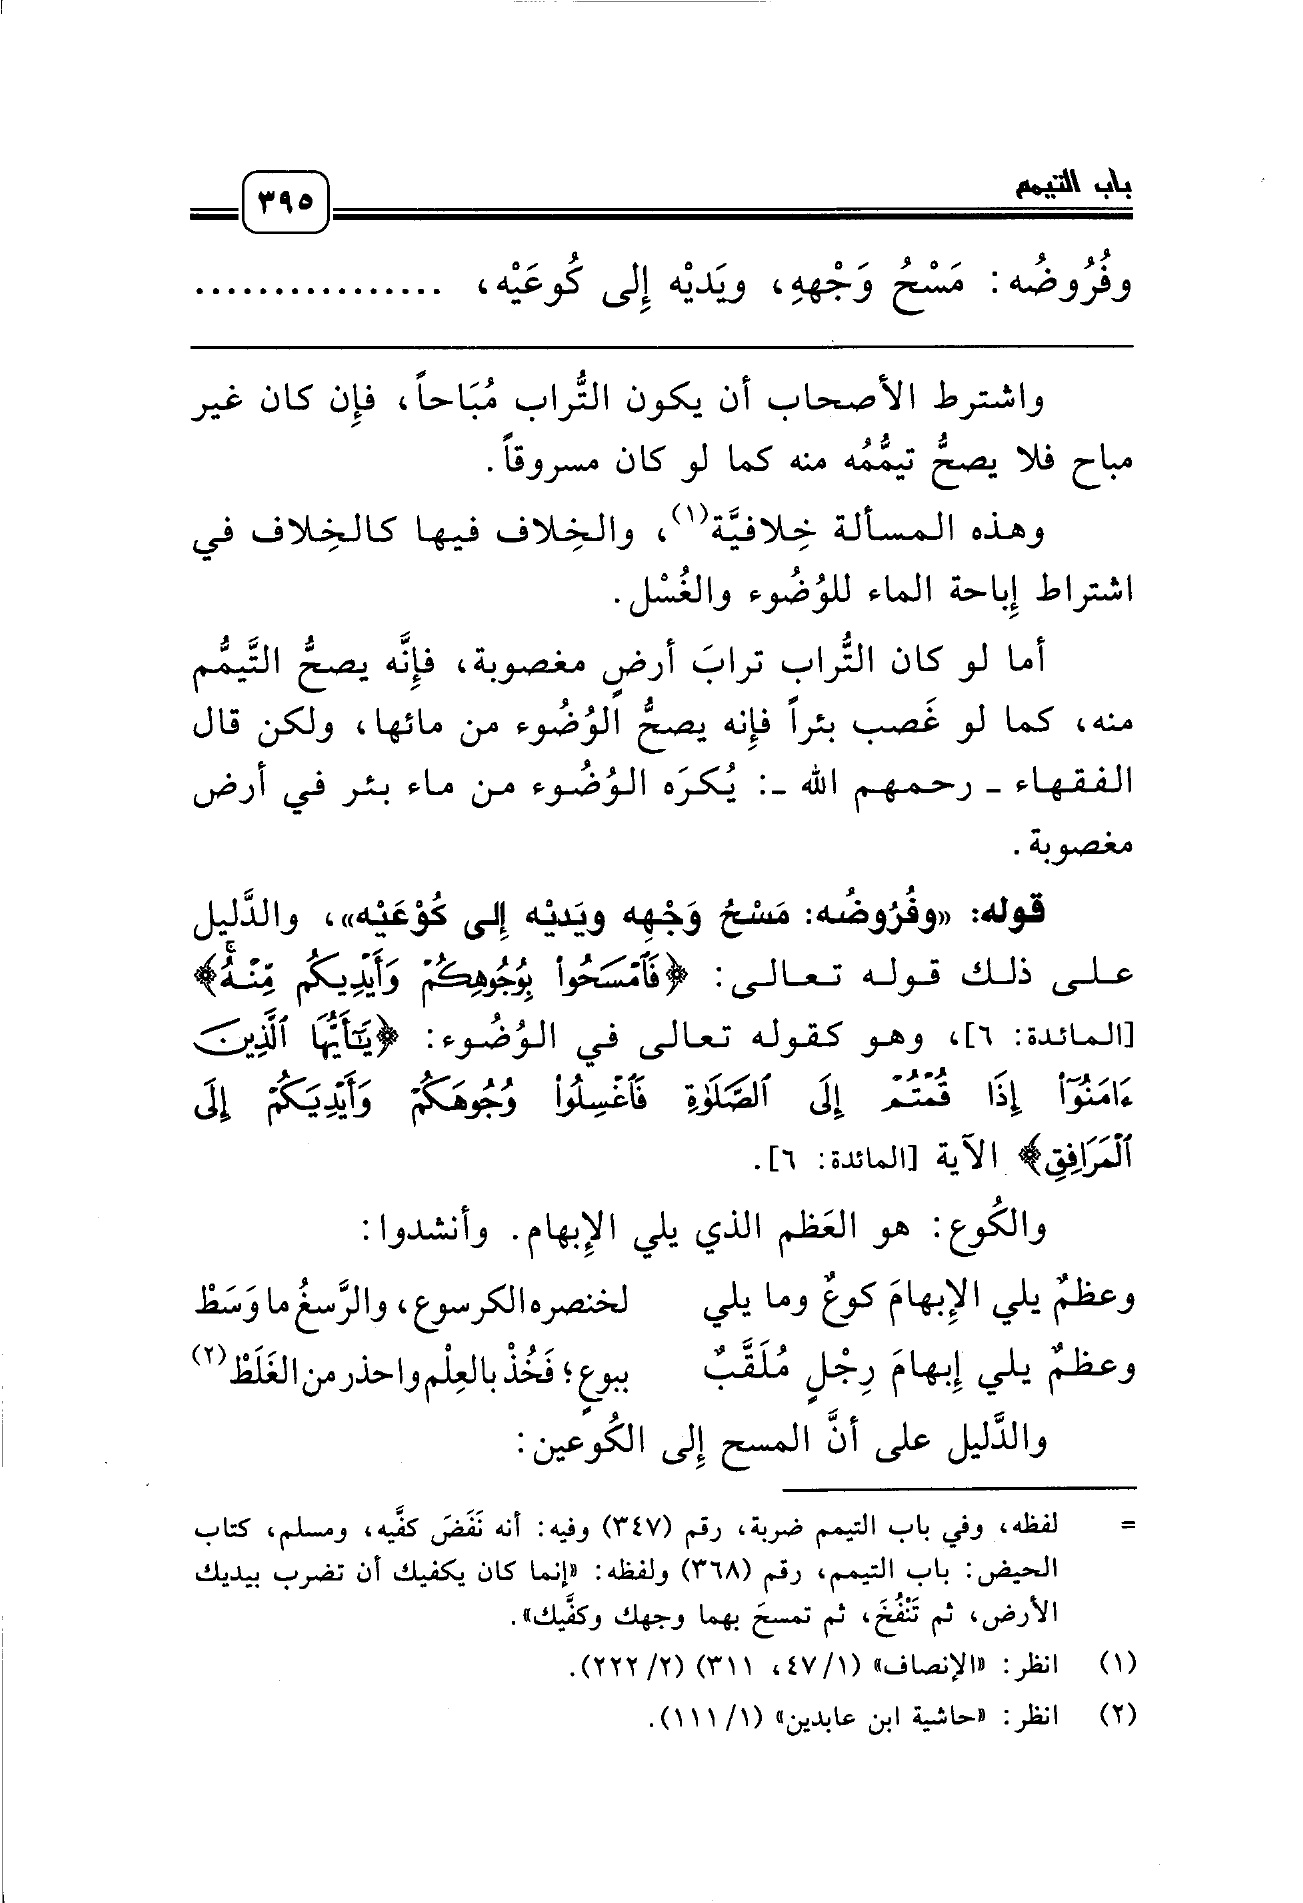 باب التيمم
٣٩٥
وفُرُوضُه: مَسْحُ وَجْههِ، ويَديْه إلى كُوعَيْه، ................
واشترط الأصحاب أن يكون التُّراب مُبَاحاً، فإن كان غير
مباح فلا يصحُّ تيمُّمُه منه كما لو كان مسروقاً.
وهذه المسألة خِلافيَّة(١)، والخِلاف فيها كالخِلاف في
اشتراط إباحة الماء للوُضُوء والغُسْل.
أما لو كان التُّراب ترابَ أرضٍ مغصوبة، فإنَّه يصحُّ التَّيمُّم
منه، كما لو غَصب بئراً فإنه يصحُّ الوُضُوء من مائها، ولكن قال
الفقهاء ـ رحمهم الله ـ: يُكرَه الوُضُوء من ماء بئر في أرض
مغصوبة.
قوله: «وفُرُوضُه: مَسْحُ وَجْهِه ويَديْه إلى كُوْعَيْه»، والدَّليل
على ذلك قوله تعالى: ﴿فَٱمْسَحُوا۟ بِوُجُوهِكُمْ وَأَيْدِيكُم مِّنْهُۚ﴾
[المائدة: ٦]، وهو كقوله تعالى في الوُضُوء: ﴿يَٰٓأَيُّهَا ٱلَّذِينَ
ءَامَنُوٓا۟ إِذَا قُمْتُمْ إِلَى ٱلصَّلَوٰةِ فَٱغْسِلُوا۟ وُجُوهَكُمْ وَأَيْدِيَكُمْ إِلَى
ٱلْمَرَافِقِ﴾ الآية [المائدة: ٦].
والكُوع: هو العَظم الذي يلي الإبهام. وأنشدوا:
وعظمٌ يلي الإبهامَ كوعٌ وما يلي لخنصره الكرسوع، والرَّسغُ ما وَسَطْ
وعظمٌ يلي إبهامَ رِجْلٍ مُلَقَّبٌ ببوعٍ؛ فَخُذْ بالعِلْم واحذر من الغَلَطْ(٢)
والدَّليل على أنَّ المسح إلى الكُوعين:
= لفظه، وفي باب التيمم ضربة، رقم (٣٤٧) وفيه: أنه نَفَضَ كفَّيه، ومسلم، كتاب
الحيض: باب التيمم، رقم (٣٦٨) ولفظه: «إنما كان يكفيك أن تضرب بيديك
الأرض، ثم تَنْفُخَ، ثم تمسحَ بهما وجهك وكفَّيك».
(١) انظر: «الإنصاف» (١/ ٤٧، ٣١١) (٢/ ٢٢٢).
(٢) انظر: «حاشية ابن عابدين» (١/ ١١١).